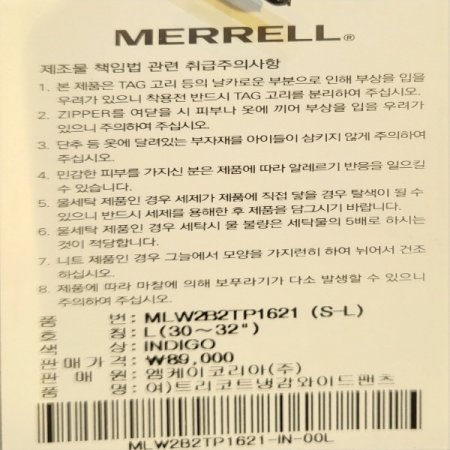 MERRELL®
제조물 책임법 관련 취급주의사항
1. 본 제품은 TAG 고리 등의 날카로운 부분으로 인해 부상을 입을
우려가 있으니 착용전 반드시 TAG 고리를 분리하여 주십시오.
2. ZIPPER를 여닫을 시 피부나 옷에 끼어 부상을 입을 우려가
있으니 주의하여 주십시오.
3. 단추 등 옷에 달려있는 부자재를 아이들이 삼키지 않게 주의하여
주십시오.
4. 민감한 피부를 가지신 분은 제품에 따라 알레르기 반응을 일으킬
수 있습니다.
5. 울세탁 제품인 경우 세제가 제품에 직접 닿을 경우 탈색이 될 수
있으니 반드시 세제를 용해한 후 제품을 담그시기 바랍니다.
6. 울세탁 제품인 경우 세탁시 물 불량은 세탁물의 5배로 하시는
것이 적당합니다.
7. 니트 제품인 경우 그늘에서 모양을 가지런히 하여 뉘어서 건조
하십시오.
8. 제품에 따라 마찰에 의해 보푸라기가 다소 발생할 수 있으니
주의하여 주십시오.
품 번: MLW2B2TP1621 (S-L)
호 칭: L(30~32")
색 상: INDIGO
판매가격: ₩89,000
판 매 원: 엠케이코리아(주)
품 명: 여)트리코트냉감와이드팬츠
MLW2B2TP1621-IN-00L